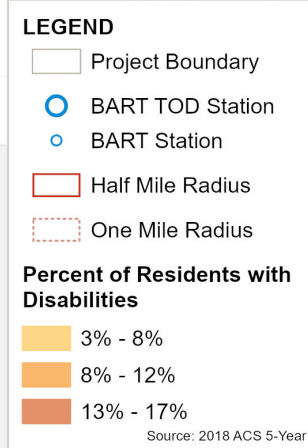 LEGEND
Project Boundary
BART TOD Station
BART Station
Half Mile Radius
One Mile Radius
Percent of Residents with
Disabilities
3% - 8%
8% - 12%
13% - 17%
Source: 2018 ACS 5-Year